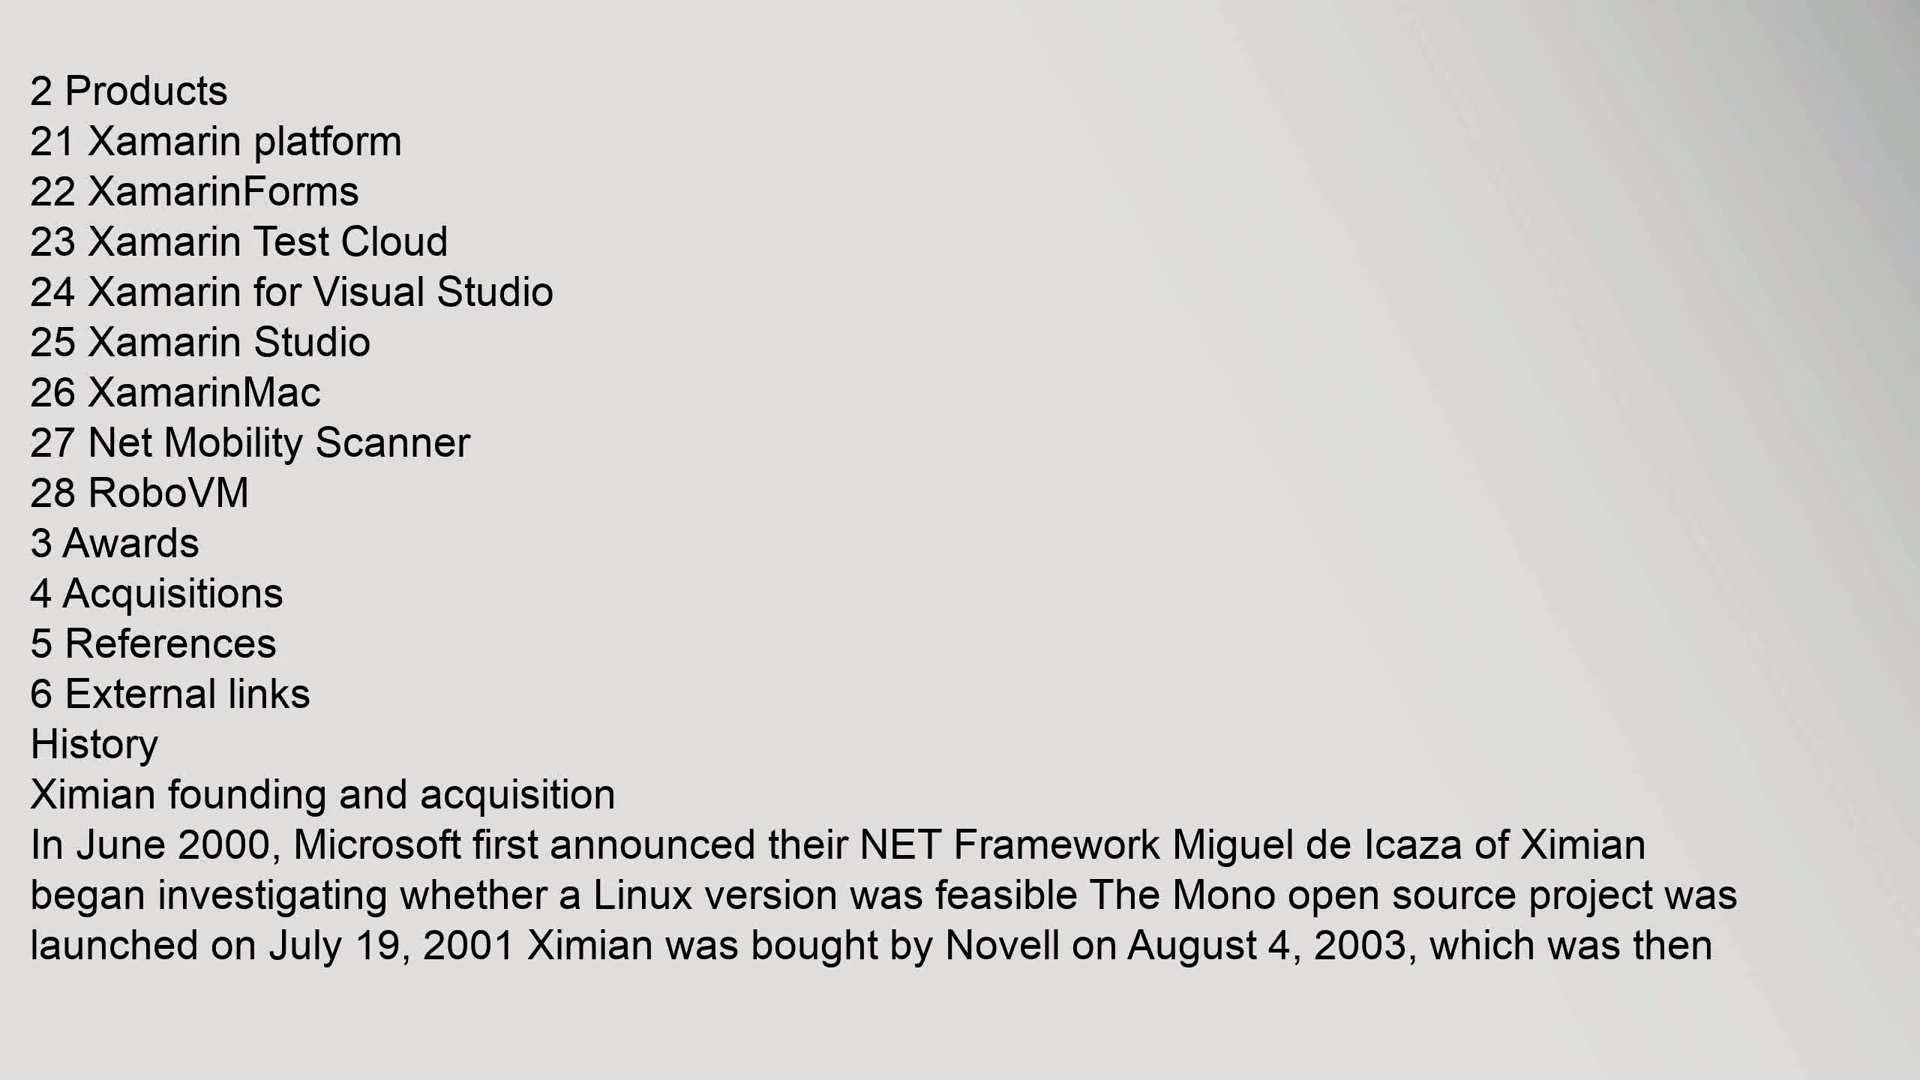 2 Products
21 Xamarin platform
22 XamarinForms
23 Xamarin Test Cloud
24 Xamarin for Visual Studio
25 Xamarin Studio
26 XamarinMac
27 Net Mobility Scanner
28 RoboVM
3 Awards
4 Acquisitions
5 References
6 External links
History
Ximian founding and acquisition
In June 2000, Microsoft first announced their NET Framework Miguel de Icaza of Ximian
began investigating whether a Linux version was feasible The Mono open source project was
launched on July 19, 2001 Ximian was bought by Novell on August 4, 2003, which was then